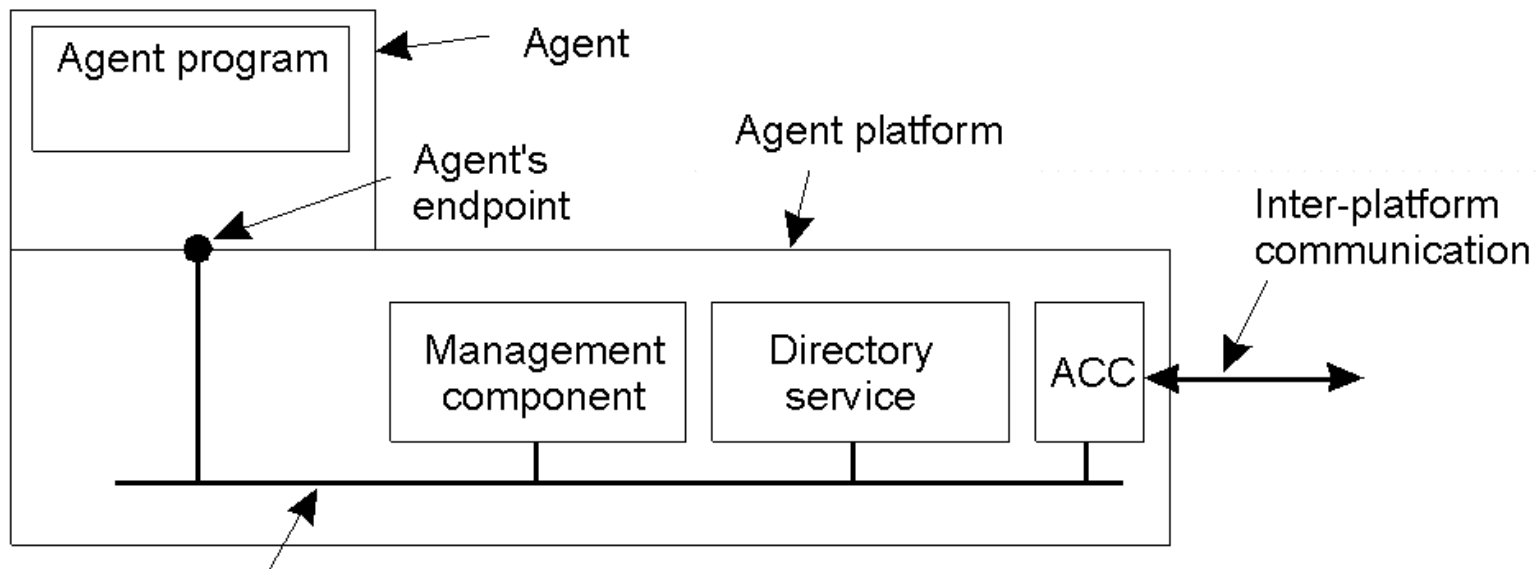 Agent program
Agent
Agent platform
Agent's
endpoint
Inter-platform
communication
Management
component
Directory
service
ACC